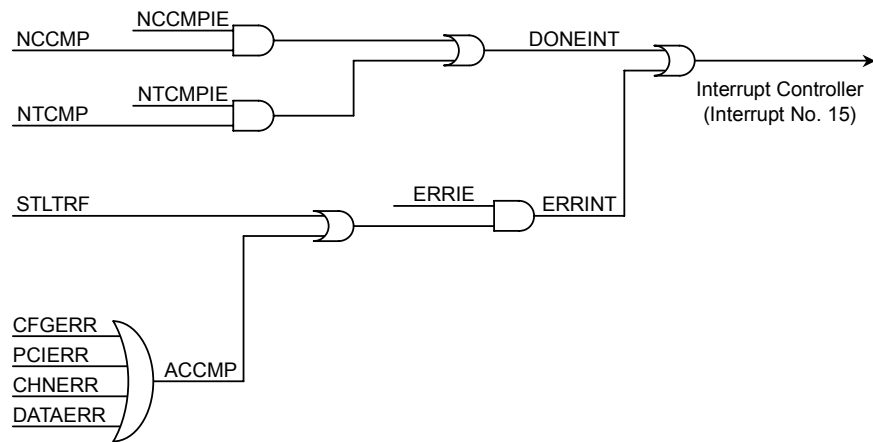 NCCMPIE
NCCMP
DONEINT
Interrupt Controller
(Interrupt No. 15)
NTCMPIE
NTCMP
ERRIE
STLTRF
ERRINT
CFGERR
PCIERR
ACCMP
CHNERR
DATAERR